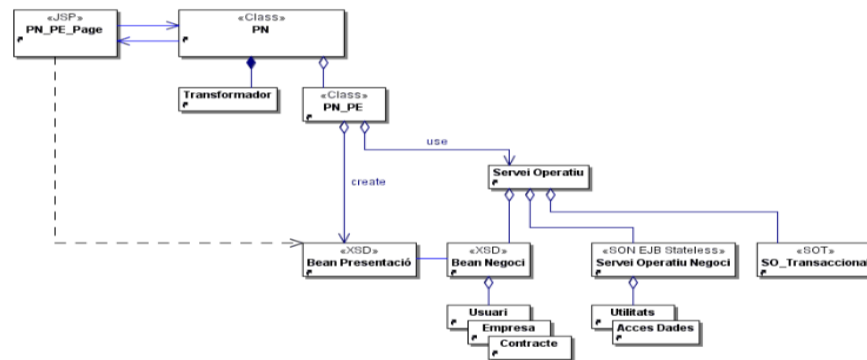 «JSP»
PN_PE_Page
«Class»
PN
Transformador
«Class»
PN_PE
use
create
Servei Operatiu
«XSD»
Bean Presentació
«XSD»
Bean Negoci
«SON EJB Stateless»
Servei Operatiu Negoci
«SOT»
SO_Transaccional
Usuari
Empresa
Contracte
Utilitats
Acces Dades